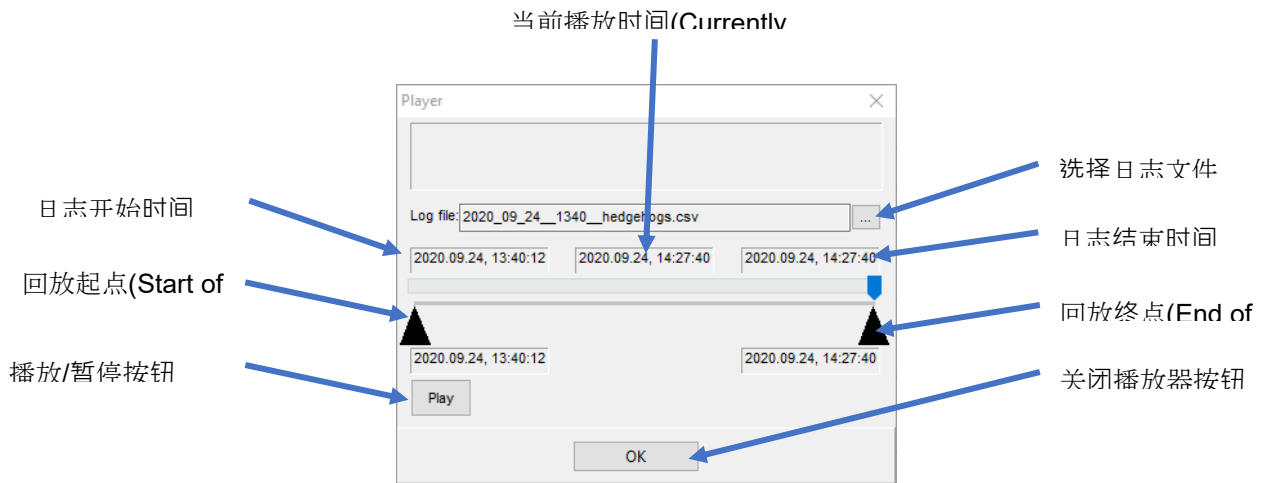 当前播放时间(Currently
Player
选择日志文件
日志开始时间
Log file: 2020_09_24__1340__hedgehogs.csv ...
日志结束时间
2020.09.24, 13:40:12 2020.09.24, 14:27:40 2020.09.24, 14:27:40
回放起点(Start of
回放终点(End of
2020.09.24, 13:40:12 2020.09.24, 14:27:40
播放/暂停按钮
关闭播放器按钮
Play
OK